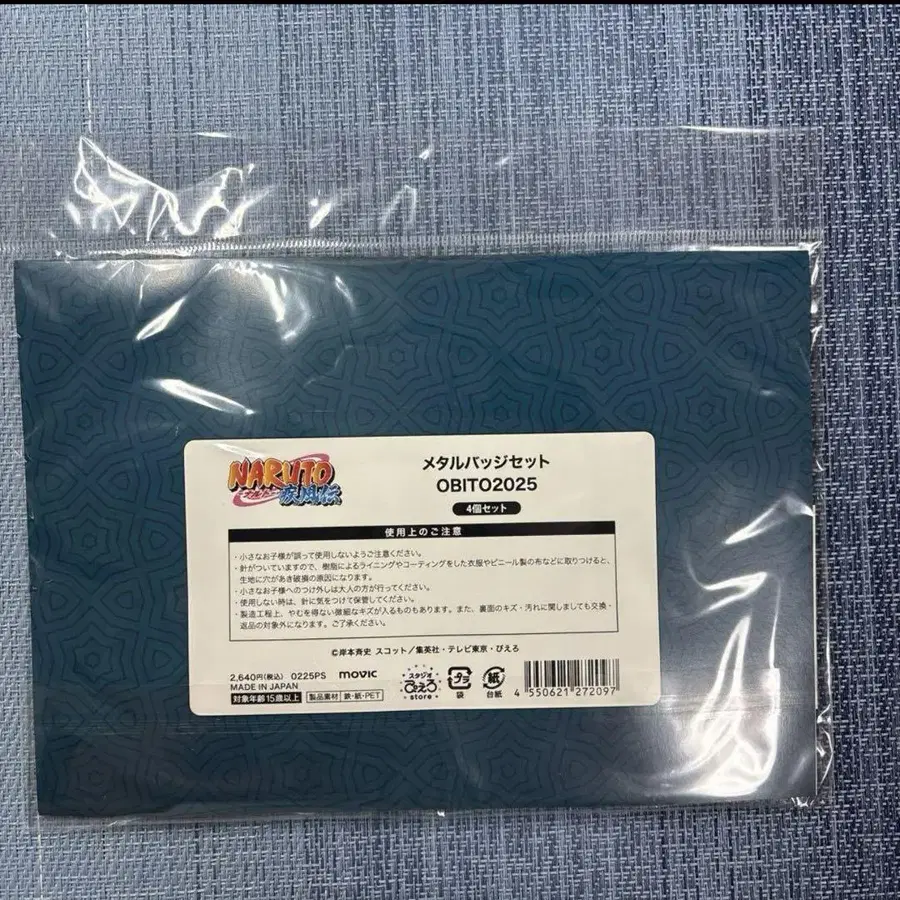 NARUTO
ナルト
疾風伝
メタルバッジセット
OBITO2025
4個セット
使用上のご注意
・小さなお子様が誤って使用しないようご注意ください。
・針がついていますので、樹脂によるライニングやコーティングをした衣服やビニール製の布などに取りつけると、
生地に穴があき破損の原因になります。
・小さなお子様へのつけ外しは大人の方が行ってください。
・使用しない時は、針に気をつけて保管してください。
・製造工程上、やむを得ない微細なキズが入るものもあります。また、裏面のキズ・汚れに関しましても交換・
返品の対象外になります。ご了承ください。
©岸本斉史 スコット／集英社・テレビ東京・ぴえろ
2,640円(税込) 0225PS
MADE IN JAPAN
対象年齢15歳以上
製品素材 鉄・紙・PET
movic
スタジオ
ぴえろ
store
プラ
袋
紙
台紙
4 550621 272097